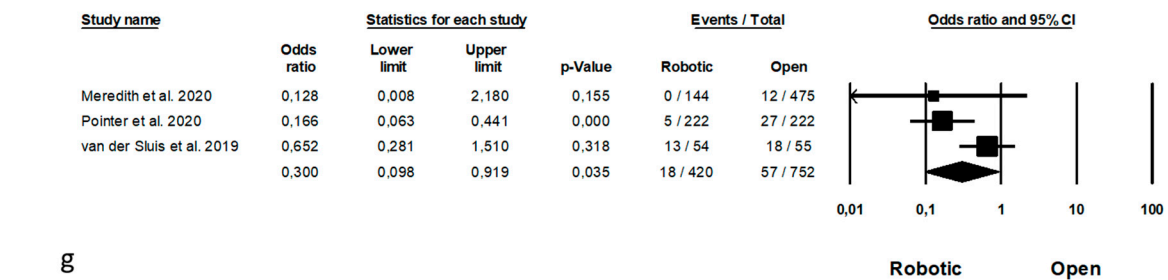 Study name Statistics for each study Events / Total Odds ratio and 95% CI
Odds ratio Lower limit Upper limit p-Value Robotic Open
Meredith et al. 2020 0,128 0,008 2,180 0,155 0 / 144 12 / 475
Pointer et al. 2020 0,166 0,063 0,441 0,000 5 / 222 27 / 222
van der Sluis et al. 2019 0,652 0,281 1,510 0,318 13 / 54 18 / 55
0,300 0,098 0,919 0,035 18 / 420 57 / 752
0,01 0,1 1 10 100
g Robotic Open